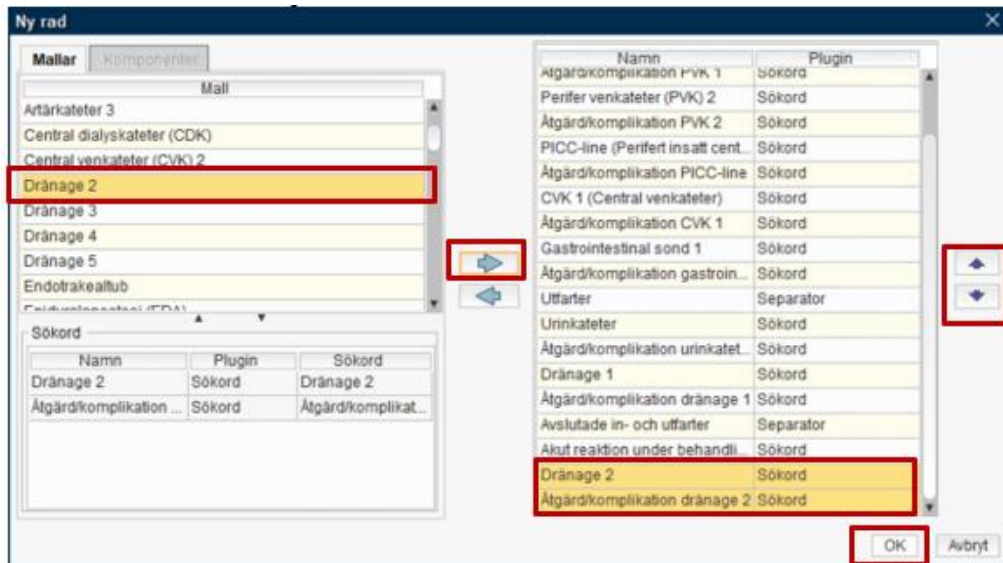 Ny rad
Mallar Komponenter
Mall
Artärkateter 3
Central dialyskateter (CDK)
Central venkateter (CVK) 2
Dränage 2
Dränage 3
Dränage 4
Dränage 5
Endotrakealtub
Sökord
Namn Plugin Sökord
Dränage 2 Sökord Dränage 2
Åtgärd/komplikation ... Sökord Åtgärd/komplikat...
Namn Plugin
Åtgärd/komplikation PVK 1 Sökord
Perifer venkateter (PVK) 2 Sökord
Åtgärd/komplikation PVK 2 Sökord
PICC-line (Perifert insatt cent... Sökord
Åtgärd/komplikation PICC-line Sökord
CVK 1 (Central venkateter) Sökord
Åtgärd/komplikation CVK 1 Sökord
Gastrointestinal sond 1 Sökord
Åtgärd/komplikation gastroin... Sökord
Utfarter Separator
Urinkateter Sökord
Åtgärd/komplikation urinkatet... Sökord
Dränage 1 Sökord
Åtgärd/komplikation dränage 1 Sökord
Avslutade in- och utfarter Separator
Akut reaktion under behandli... Sökord
Dränage 2 Sökord
Åtgärd/komplikation dränage 2 Sökord
OK Avbryt